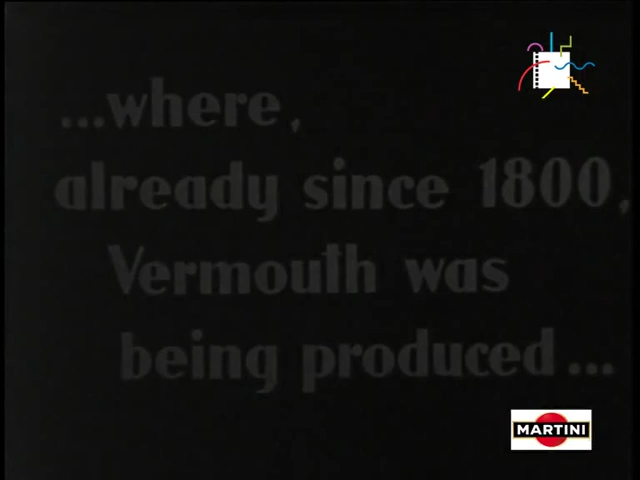 ...where,
already since 1800,
Vermouth was
being produced...
MARTINI